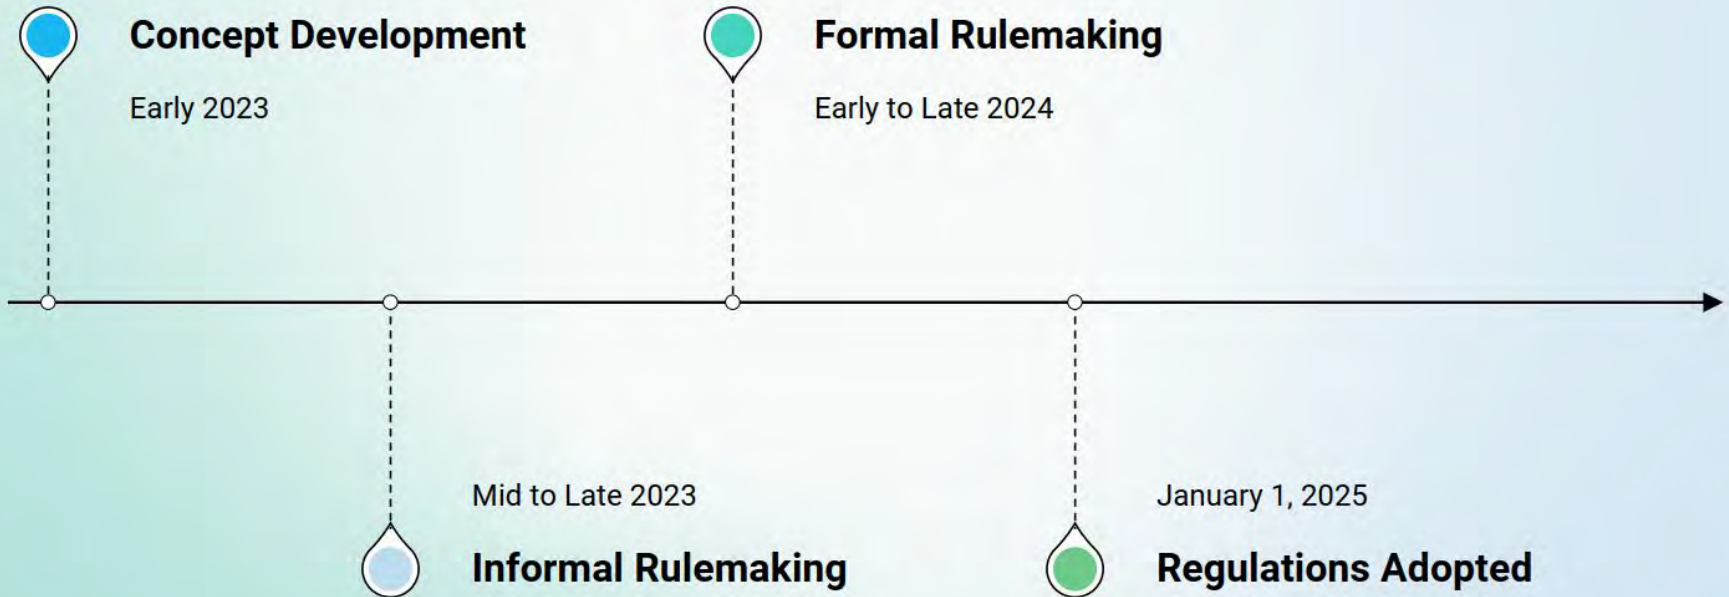 Concept Development
Early 2023
Formal Rulemaking
Early to Late 2024
Mid to Late 2023
Informal Rulemaking
January 1, 2025
Regulations Adopted